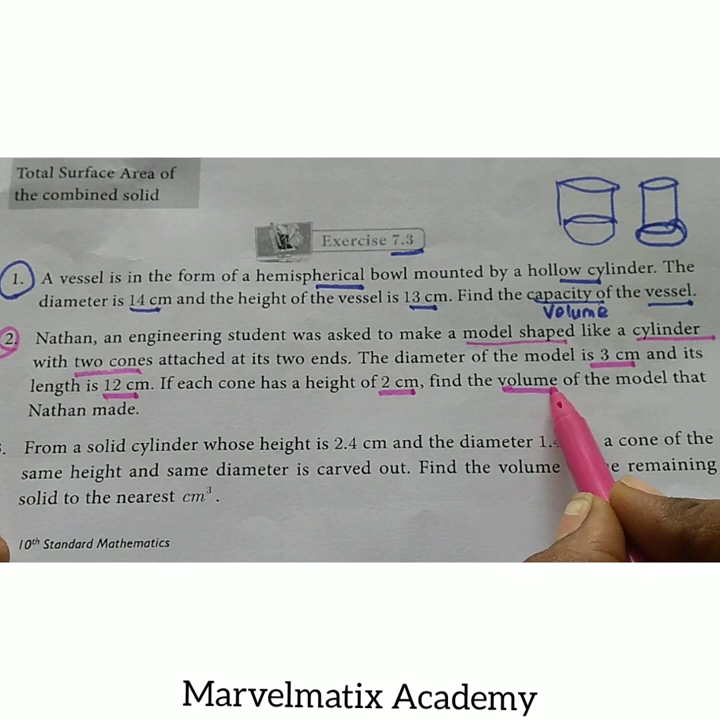 Total Surface Area of
the combined solid
Exercise 7.3
1. A vessel is in the form of a hemispherical bowl mounted by a hollow cylinder. The
diameter is 14 cm and the height of the vessel is 13 cm. Find the capacity of the vessel.
Volume
2. Nathan, an engineering student was asked to make a model shaped like a cylinder
with two cones attached at its two ends. The diameter of the model is 3 cm and its
length is 12 cm. If each cone has a height of 2 cm, find the volume of the model that
Nathan made.
From a solid cylinder whose height is 2.4 cm and the diameter a cone of the
same height and same diameter is carved out. Find the volume remaining
solid to the nearest cm³.
10th Standard Mathematics
Marvelmatix Academy